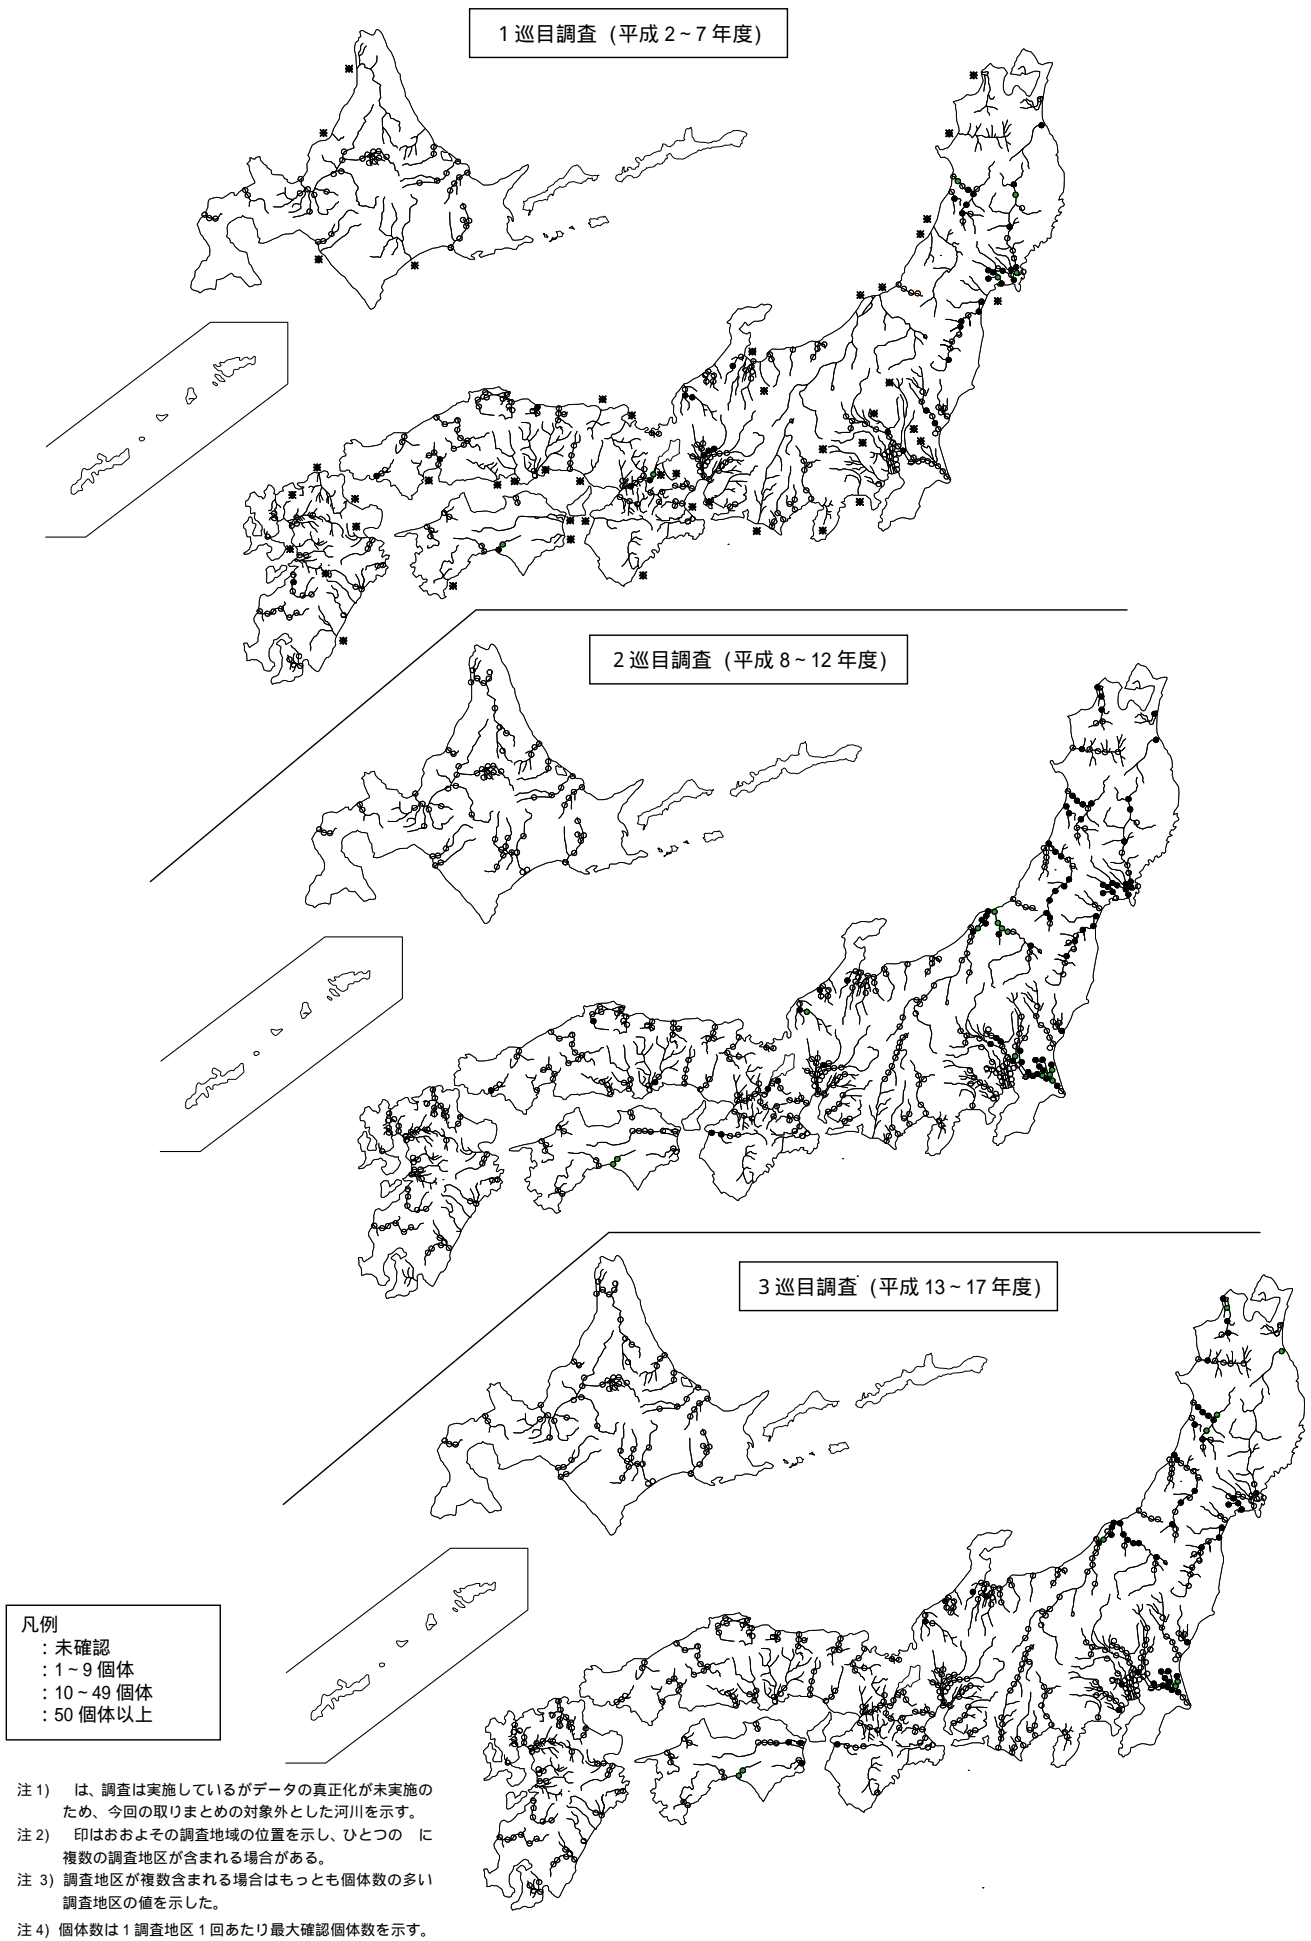 1巡目調査 (平成2~7年度)
2巡目調査 (平成8~12年度)
3巡目調査 (平成13~17年度)
凡例
：未確認
：1~9個体
：10~49個体
：50個体以上
注1) は、調査は実施しているがデータの真正化が未実施の
ため、今回の取りまとめの対象外とした河川を示す。
注2) 印はおおよその調査地域の位置を示し、ひとつの に
複数の調査地区が含まれる場合がある。
注3) 調査地区が複数含まれる場合はもっとも個体数の多い
調査地区の値を示した。
注4) 個体数は1調査地区1回あたり最大確認個体数を示す。